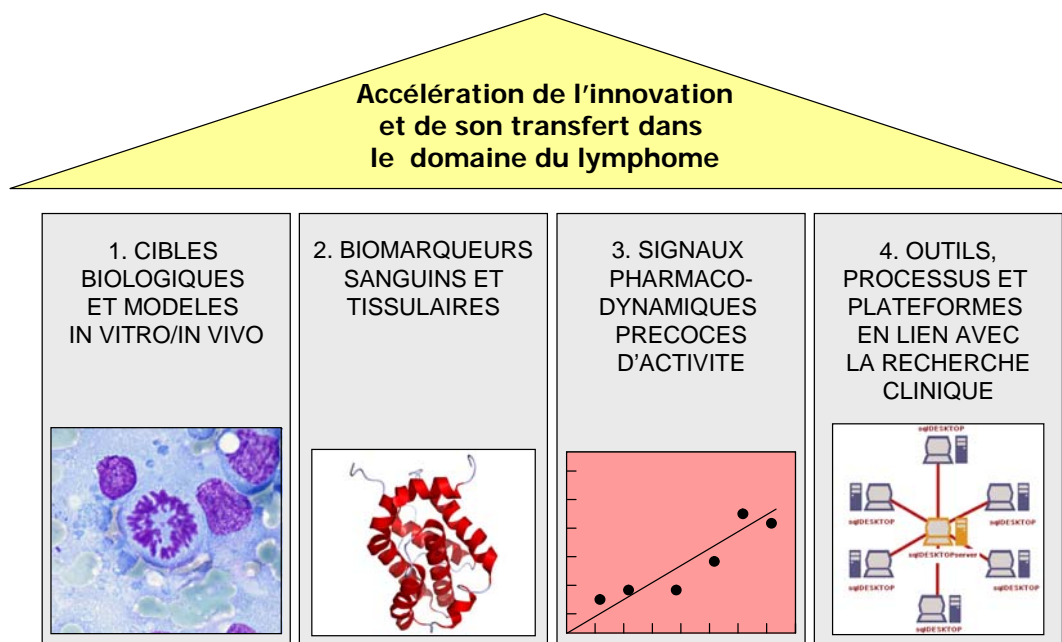 Accélération de l'innovation
et de son transfert dans
le domaine du lymphome
1. CIBLES
BIOLOGIQUES
ET MODELES
IN VITRO/IN VIVO
2. BIOMARQUEURS
SANGUINS ET
TISSULAIRES
3. SIGNAUX
PHARMACO-
DYNAMIQUES
PRECOCES
D'ACTIVITE
4. OUTILS,
PROCESSUS ET
PLATEFORMES
EN LIEN AVEC
LA RECHERCHE
CLINIQUE
sqlDESKTOP
sqlDESKTOP
sqlDESKTOP
sqlDESKTOPserver
sqlDESKTOP
sqlDESKTOP
sqlDESKTOP